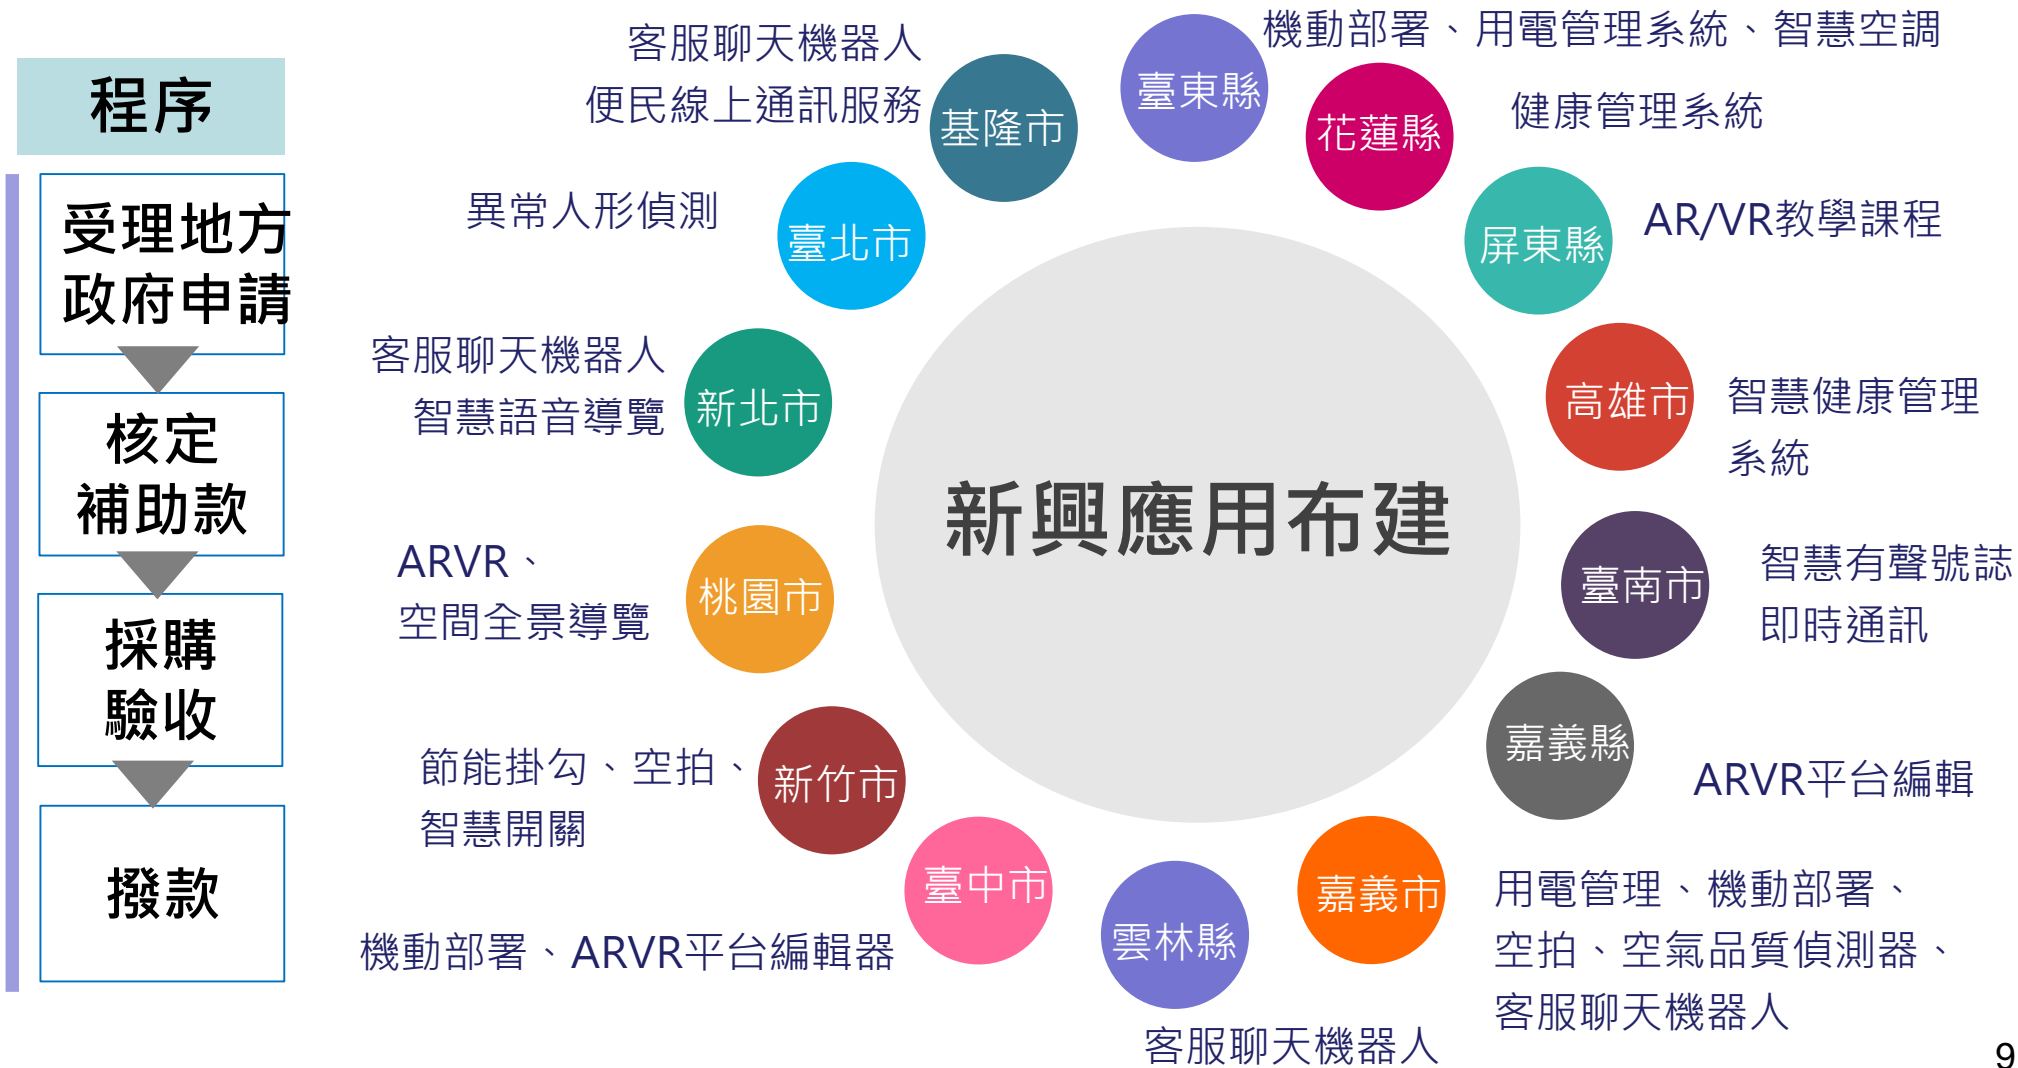 程序
受理地方
政府申請
核定
補助款
採購
驗收
撥款
新興應用布建
臺東縣
機動部署、用電管理系統、智慧空調
花蓮縣
健康管理系統
屏東縣
AR/VR教學課程
高雄市
智慧健康管理
系統
臺南市
智慧有聲號誌
即時通訊
嘉義縣
ARVR平台編輯
嘉義市
用電管理、機動部署、
空拍、空氣品質偵測器、
客服聊天機器人
雲林縣
客服聊天機器人
臺中市
機動部署、ARVR平台編輯器
新竹市
節能掛勾、空拍、
智慧開關
桃園市
ARVR、
空間全景導覽
新北市
客服聊天機器人
智慧語音導覽
臺北市
異常人形偵測
基隆市
客服聊天機器人
便民線上通訊服務
9